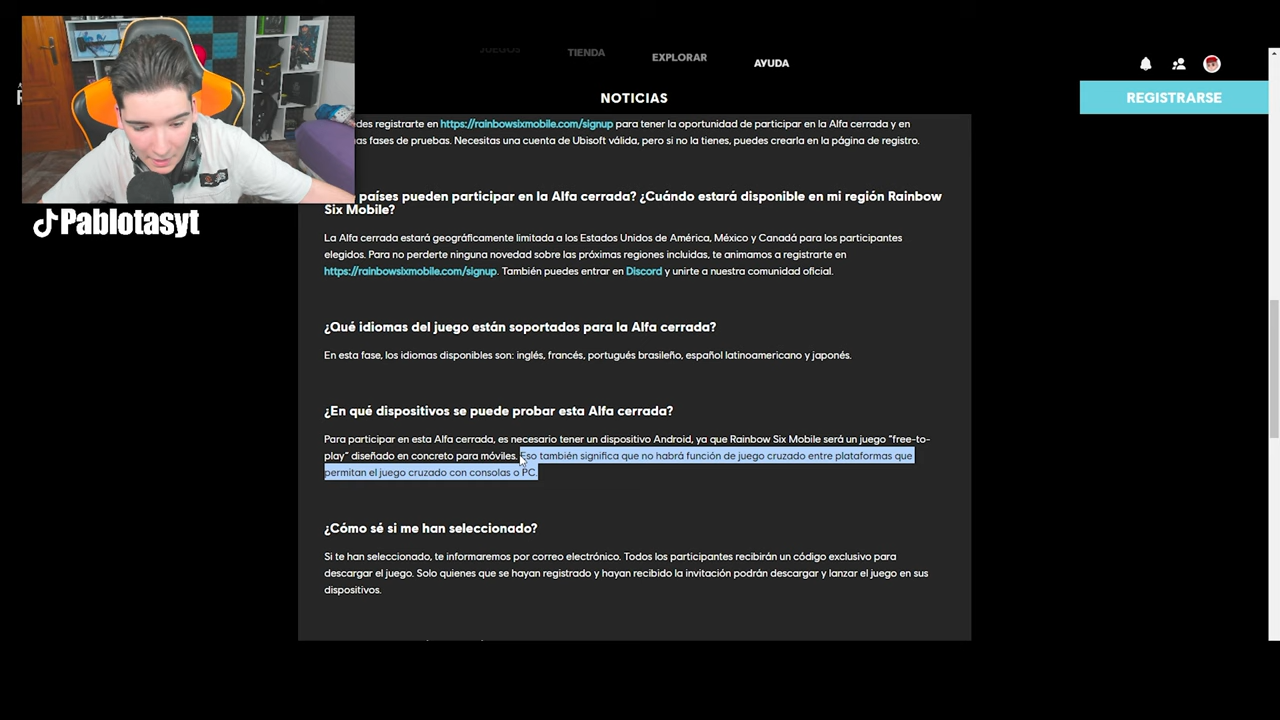 JUEGOS
TIENDA
EXPLORAR
AYUDA
NOTICIAS
REGISTRARSE
Pablotasyt
edes registrarte en https://rainbowsixmobile.com/signup para tener la oportunidad de participar en la Alfa cerrada y en
as fases de pruebas. Necesitas una cuenta de Ubisoft válida, pero si no la tienes, puedes crearla en la página de registro.
países pueden participar en la Alfa cerrada? ¿Cuándo estará disponible en mi región Rainbow
Six Mobile?
La Alfa cerrada estará geográficamente limitada a los Estados Unidos de América, México y Canadá para los participantes
elegidos. Para no perderte ninguna novedad sobre las próximas regiones incluidas, te animamos a registrarte en
https://rainbowsixmobile.com/signup. También puedes entrar en Discord y unirte a nuestra comunidad oficial.
¿Qué idiomas del juego están soportados para la Alfa cerrada?
En esta fase, los idiomas disponibles son: inglés, francés, portugués brasileño, español latinoamericano y japonés.
¿En qué dispositivos se puede probar esta Alfa cerrada?
Para participar en esta Alfa cerrada, es necesario tener un dispositivo Android, ya que Rainbow Six Mobile será un juego "free-to-
play" diseñado en concreto para móviles. Eso también significa que no habrá función de juego cruzado entre plataformas que
permitan el juego cruzado con consolas o PC.
¿Cómo sé si me han seleccionado?
Si te han seleccionado, te informaremos por correo electrónico. Todos los participantes recibirán un código exclusivo para
descargar el juego. Solo quienes que se hayan registrado y hayan recibido la invitación podrán descargar y lanzar el juego en sus
dispositivos.